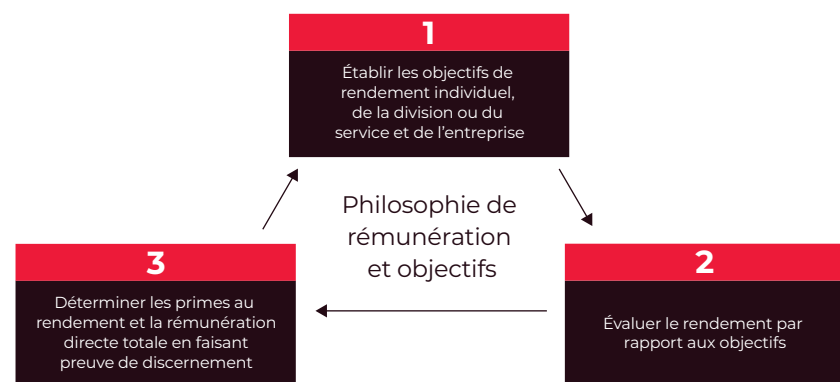 1
Établir les objectifs de
rendement individuel,
de la division ou du
service et de l'entreprise
Philosophie de
rémunération
et objectifs
2
Évaluer le rendement par
rapport aux objectifs
3
Déterminer les primes au
rendement et la rémunération
directe totale en faisant
preuve de discernement